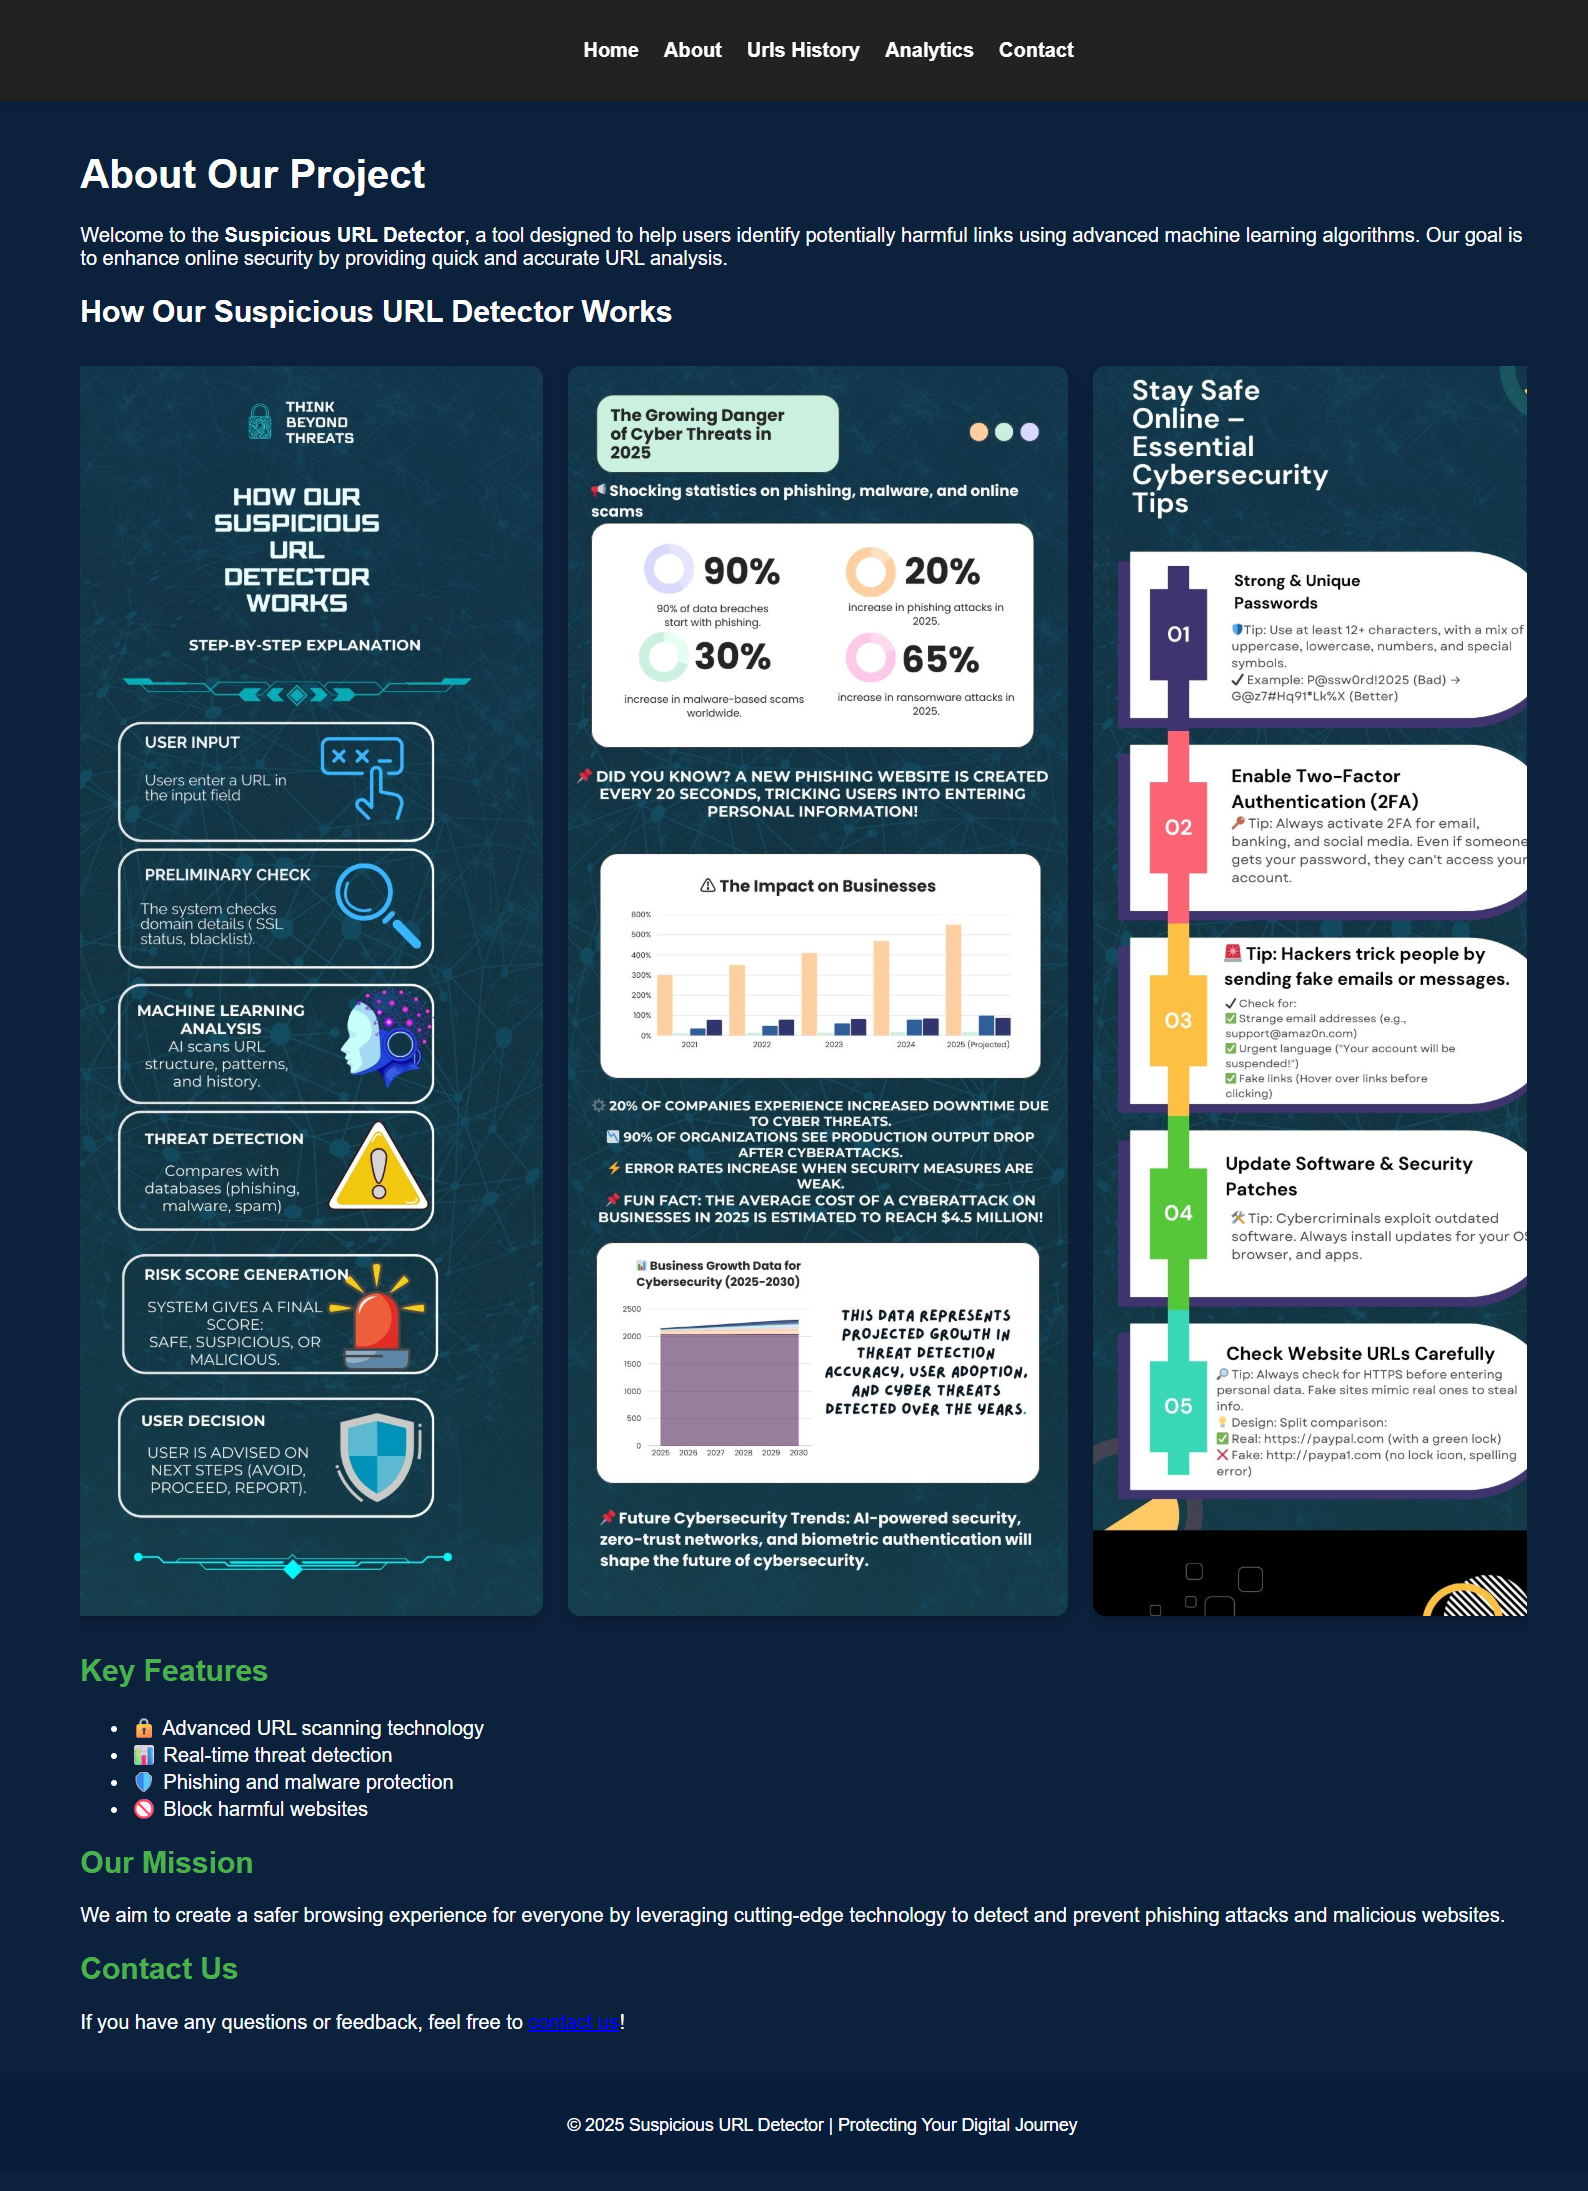 Home About Urls History Analytics Contact
About Our Project
Welcome to the Suspicious URL Detector, a tool designed to help users identify potentially harmful links using advanced machine learning algorithms. Our goal is
to enhance online security by providing quick and accurate URL analysis.
How Our Suspicious URL Detector Works
THINK
BEYOND
THREATS
HOW OUR
SUSPICIOUS
URL
DETECTOR
WORKS
STEP-BY-STEP EXPLANATION
USER INPUT
Users enter a URL in
the input field
PRELIMINARY CHECK
The system checks
domain details ( SSL
status, blacklist).
MACHINE LEARNING
ANALYSIS
AI scans URL
structure, patterns,
and history.
THREAT DETECTION
Compares with
databases (phishing,
malware, spam)
RISK SCORE GENERATION
SYSTEM GIVES A FINAL
SCORE:
SAFE, SUSPICIOUS, OR
MALICIOUS.
USER DECISION
USER IS ADVISED ON
NEXT STEPS (AVOID,
PROCEED, REPORT).
The Growing Danger
of Cyber Threats in
2025
📢 Shocking statistics on phishing, malware, and online
scams
90%
90% of data breaches
start with phishing.
20%
increase in phishing attacks in
2025.
30%
increase in malware-based scams
worldwide.
65%
increase in ransomware attacks in
2025.
📌 DID YOU KNOW? A NEW PHISHING WEBSITE IS CREATED
EVERY 20 SECONDS, TRICKING USERS INTO ENTERING
PERSONAL INFORMATION!
⚠ The Impact on Businesses
600%
500%
400%
300%
200%
100%
0%
2021 2022 2023 2024 2025 (Projected)
⚙ 20% OF COMPANIES EXPERIENCE INCREASED DOWNTIME DUE
TO CYBER THREATS.
📉 90% OF ORGANIZATIONS SEE PRODUCTION OUTPUT DROP
AFTER CYBERATTACKS.
⚡ ERROR RATES INCREASE WHEN SECURITY MEASURES ARE
WEAK.
📌 FUN FACT: THE AVERAGE COST OF A CYBERATTACK ON
BUSINESSES IN 2025 IS ESTIMATED TO REACH $4.5 MILLION!
📊 Business Growth Data for
Cybersecurity (2025-2030)
2500
2000
1500
1000
500
0
2025 2026 2027 2028 2029 2030
THIS DATA REPRESENTS
PROJECTED GROWTH IN
THREAT DETECTION
ACCURACY, USER ADOPTION,
AND CYBER THREATS
DETECTED OVER THE YEARS.
📌 Future Cybersecurity Trends: AI-powered security,
zero-trust networks, and biometric authentication will
shape the future of cybersecurity.
Stay Safe
Online –
Essential
Cybersecurity
Tips
01
Strong & Unique
Passwords
🛡Tip: Use at least 12+ characters, with a mix of
uppercase, lowercase, numbers, and special
symbols.
✔ Example: P@ssw0rd!2025 (Bad) →
G@z7#Hq91*Lk%X (Better)
02
Enable Two-Factor
Authentication (2FA)
🔑 Tip: Always activate 2FA for email,
banking, and social media. Even if someone
gets your password, they can't access your
account.
03
🚨 Tip: Hackers trick people by
sending fake emails or messages.
✔ Check for:
✅ Strange email addresses (e.g.,
support@amaz0n.com)
✅ Urgent language ("Your account will be
suspended!")
✅ Fake links (Hover over links before
clicking)
04
Update Software & Security
Patches
🛠 Tip: Cybercriminals exploit outdated
software. Always install updates for your OS
browser, and apps.
05
Check Website URLs Carefully
🔎 Tip: Always check for HTTPS before entering
personal data. Fake sites mimic real ones to steal
info.
💡 Design: Split comparison:
✅ Real: https://paypal.com (with a green lock)
❌ Fake: http://paypa1.com (no lock icon, spelling
error)
Key Features
• 🔒 Advanced URL scanning technology
• 📊 Real-time threat detection
• 🛡 Phishing and malware protection
• 🚫 Block harmful websites
Our Mission
We aim to create a safer browsing experience for everyone by leveraging cutting-edge technology to detect and prevent phishing attacks and malicious websites.
Contact Us
If you have any questions or feedback, feel free to contact us!
© 2025 Suspicious URL Detector | Protecting Your Digital Journey